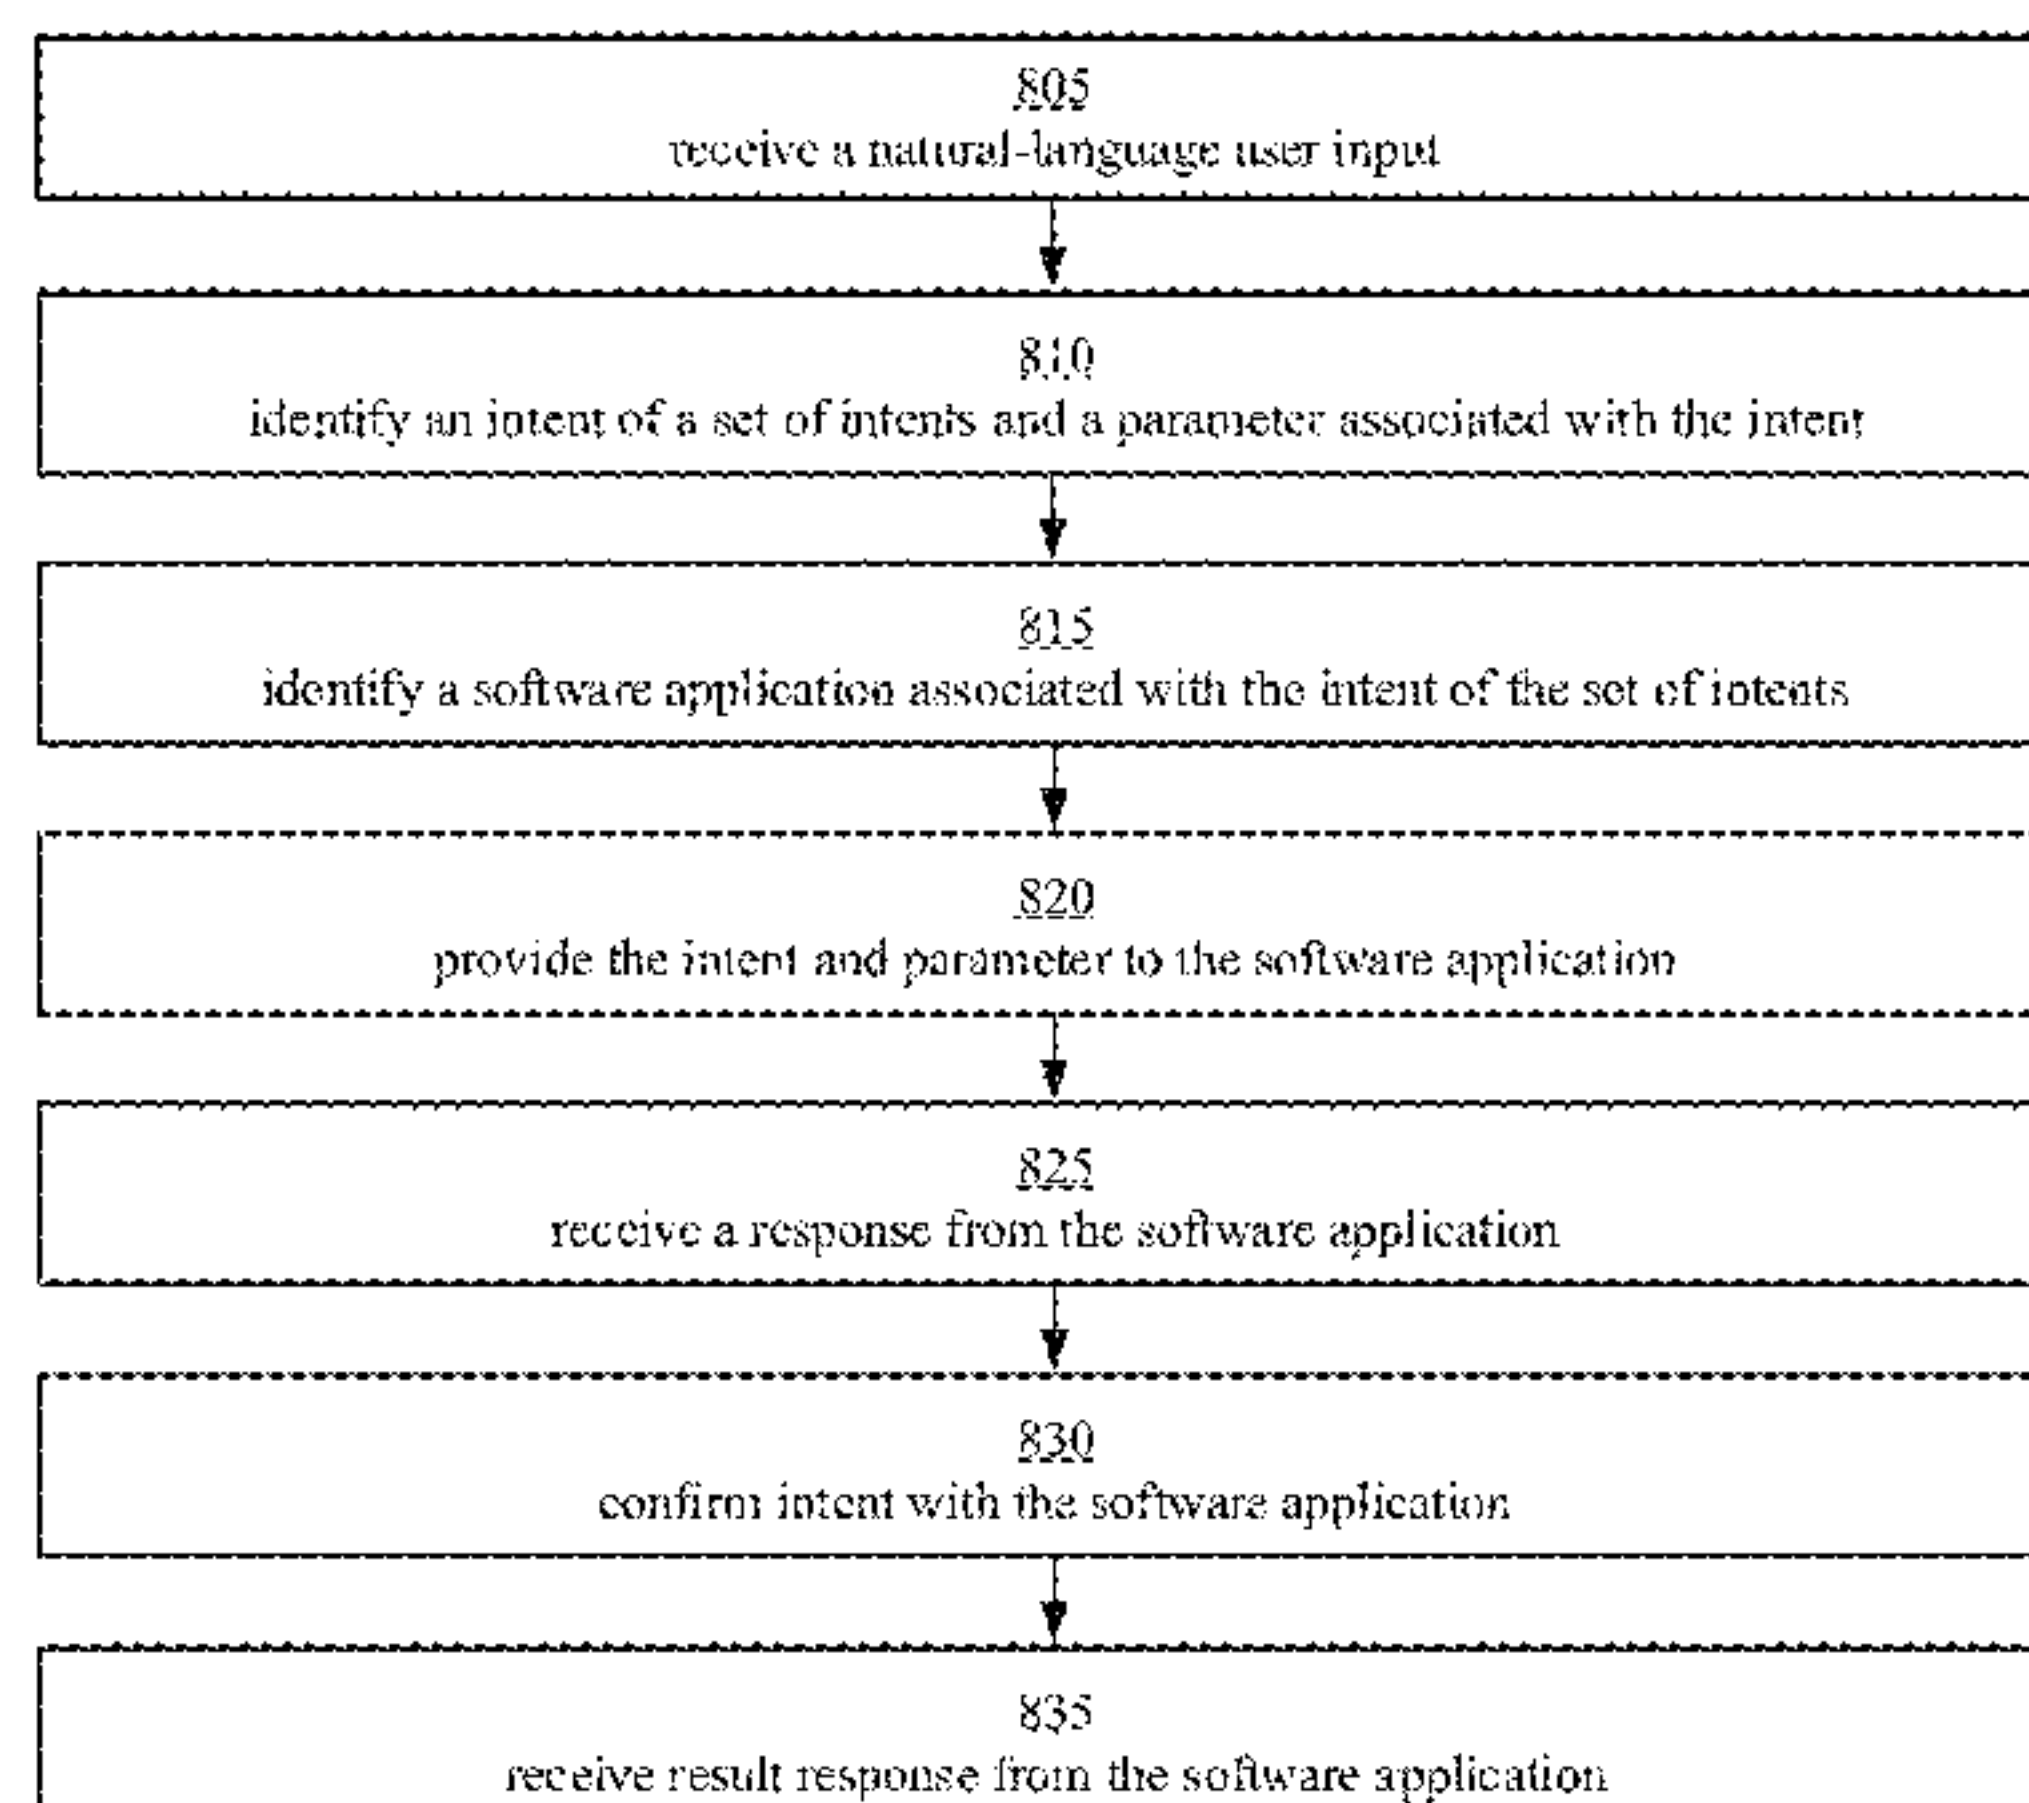 805
receive a natural-language user input
810
identify an intent of a set of intents and a parameter associated with the intent
815
identify a software application associated with the intent of the set of intents
820
provide the intent and parameter to the software application
825
receive a response from the software application
830
confirm intent with the software application
835
receive result response from the software application